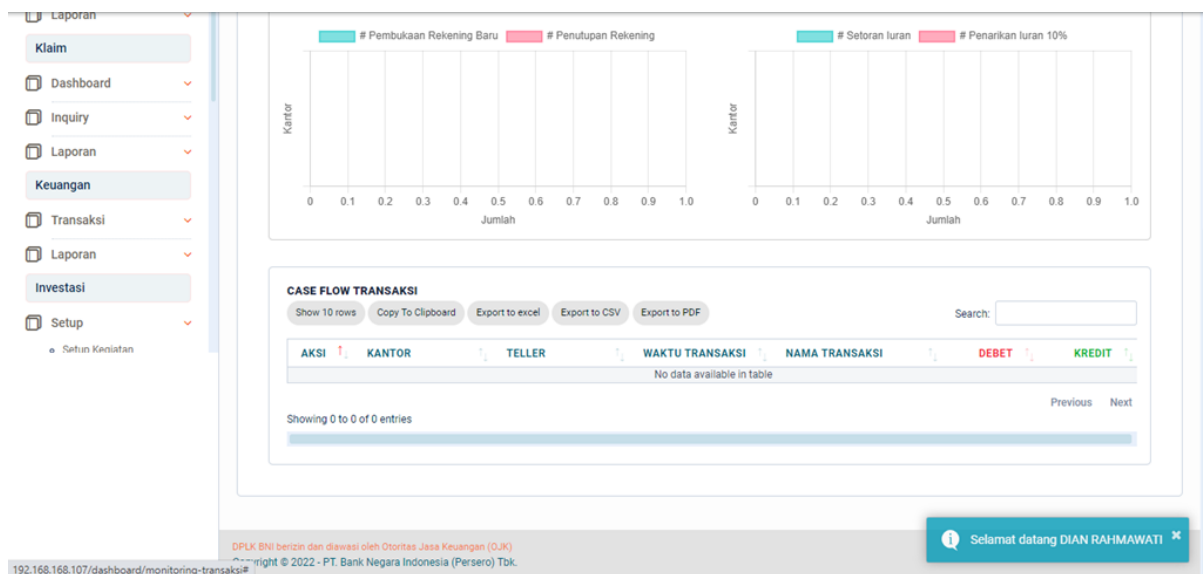 Laporan
Klaim
Dashboard
Inquiry
Laporan
Keuangan
Transaksi
Laporan
Investasi
Setup
Setup Kegiatan
# Pembukaan Rekening Baru # Penutupan Rekening
Kantor
0 0.1 0.2 0.3 0.4 0.5 0.6 0.7 0.8 0.9 1.0
Jumlah
# Setoran Iuran # Penarikan Iuran 10%
Kantor
0 0.1 0.2 0.3 0.4 0.5 0.6 0.7 0.8 0.9 1.0
Jumlah
CASE FLOW TRANSAKSI
Show 10 rows Copy To Clipboard Export to excel Export to CSV Export to PDF Search:
AKSI KANTOR TELLER WAKTU TRANSAKSI NAMA TRANSAKSI DEBET KREDIT
No data available in table
Previous Next
Showing 0 to 0 of 0 entries
Selamat datang DIAN RAHMAWATI ×
DPLK BNI berizin dan diawasi oleh Otoritas Jasa Keuangan (OJK)
© 2022 - PT. Bank Negara Indonesia (Persero) Tbk.
192.168.168.107/dashboard/monitoring-transaksi#